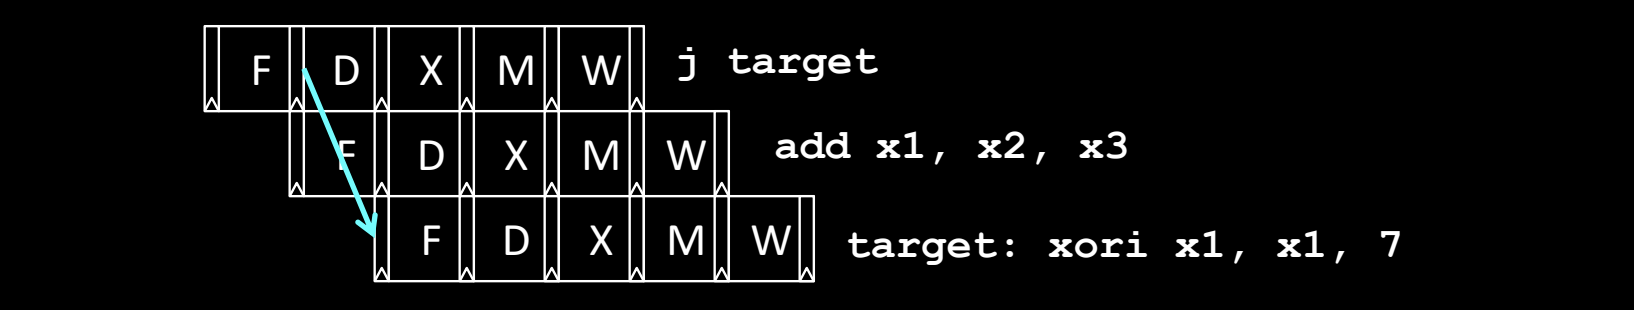 F D X M W j target
F D X M W add x1, x2, x3
F D X M W target: xori x1, x1, 7